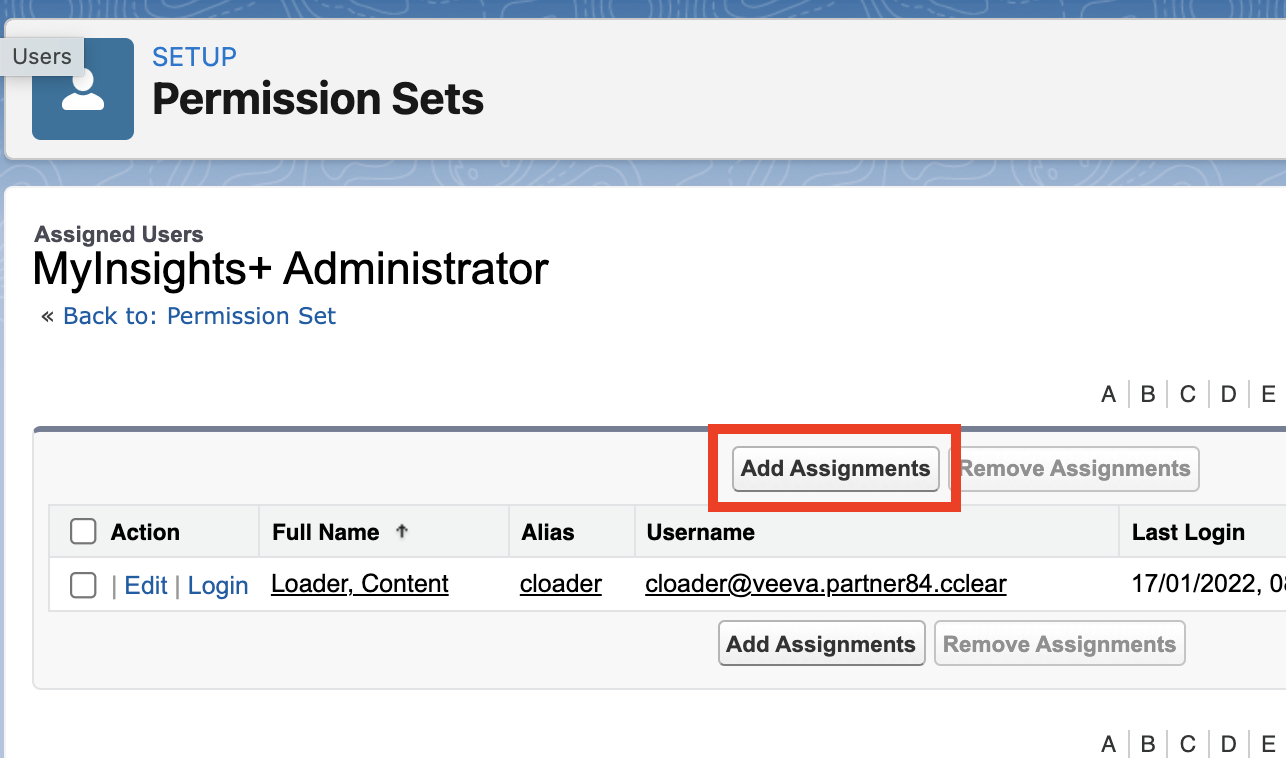 Users
SETUP
Permission Sets
Assigned Users
MyInsights+ Administrator
« Back to: Permission Set
A | B | C | D | E
Add Assignments Remove Assignments
Action Full Name ↑ Alias Username Last Login
| Edit | Login Loader, Content cloader cloader@veeva.partner84.cclear 17/01/2022, 08
Add Assignments Remove Assignments
A | B | C | D | E